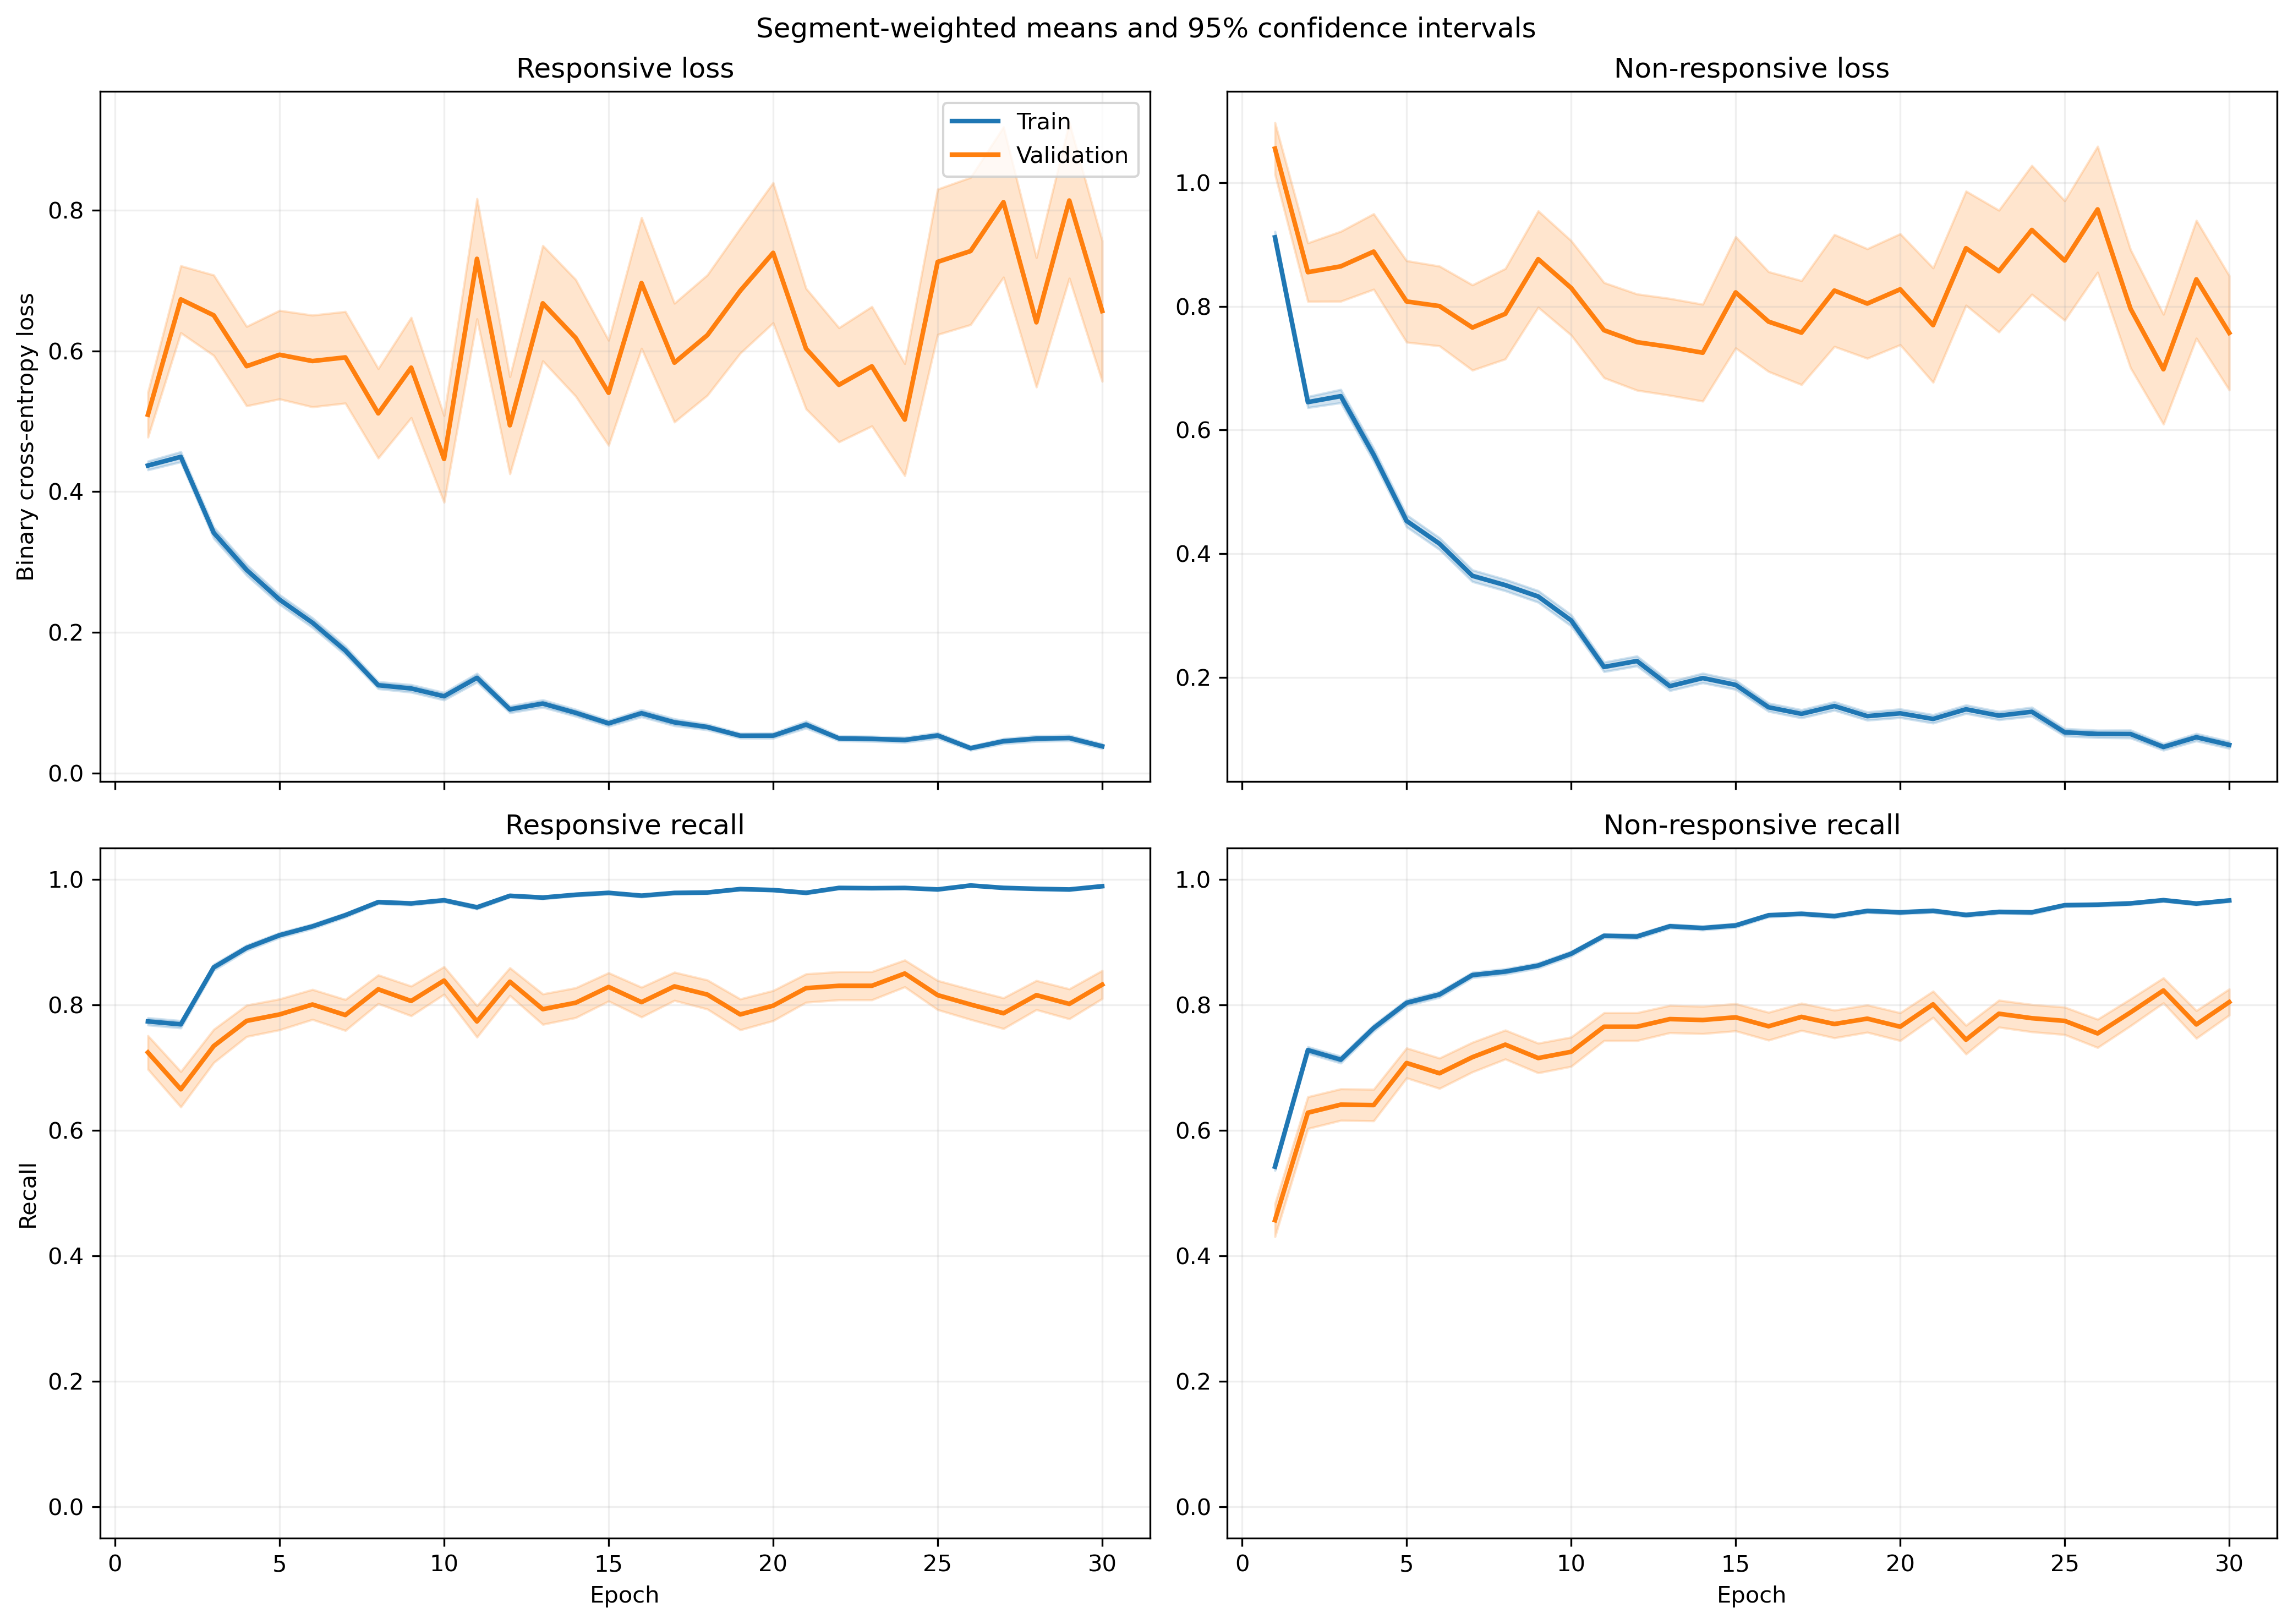 Segment-weighted means and 95% confidence intervals
Responsive loss
Non-responsive loss
Train
Validation
Binary cross-entropy loss
0.8
0.6
0.4
0.2
0.0
1.0
0.8
0.6
0.4
0.2
Responsive recall
Non-responsive recall
Recall
1.0
0.8
0.6
0.4
0.2
0.0
1.0
0.8
0.6
0.4
0.2
0.0
0 5 10 15 20 25 30
0 5 10 15 20 25 30
Epoch
Epoch